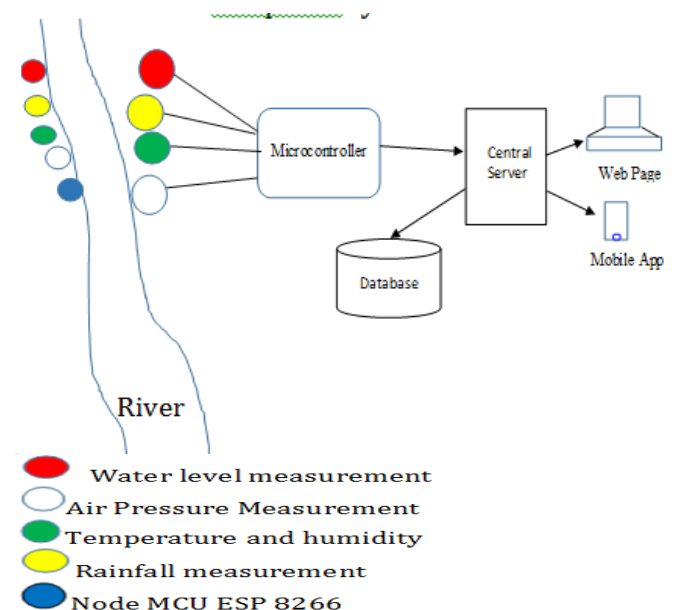 Microcontroller
Central
Server
Web Page
Mobile App
Database
River
Water level measurement
Air Pressure Measurement
Temperature and humidity
Rainfall measurement
Node MCU ESP 8266